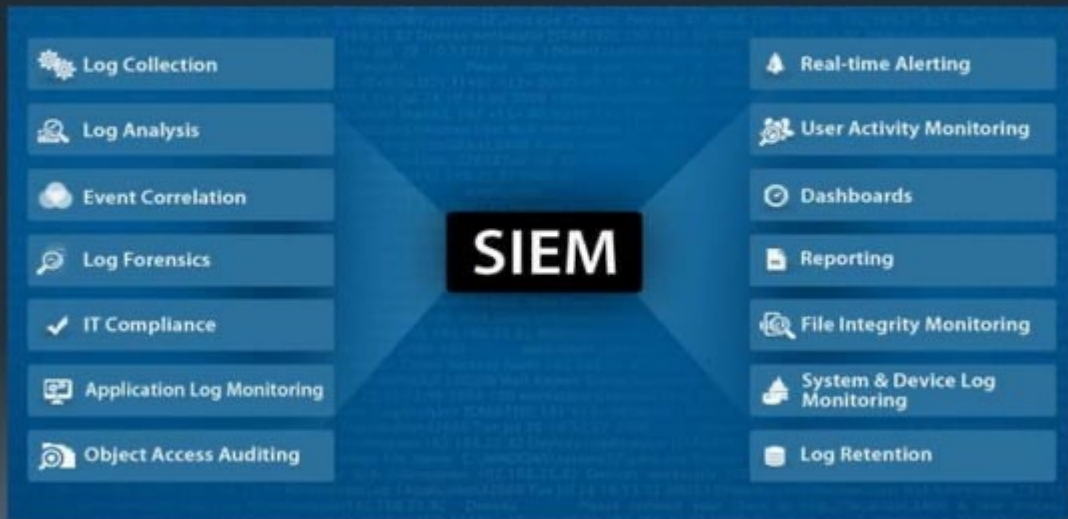 Log Collection
Log Analysis
Event Correlation
Log Forensics
IT Compliance
Application Log Monitoring
Object Access Auditing
SIEM
Real-time Alerting
User Activity Monitoring
Dashboards
Reporting
File Integrity Monitoring
System & Device Log
Monitoring
Log Retention